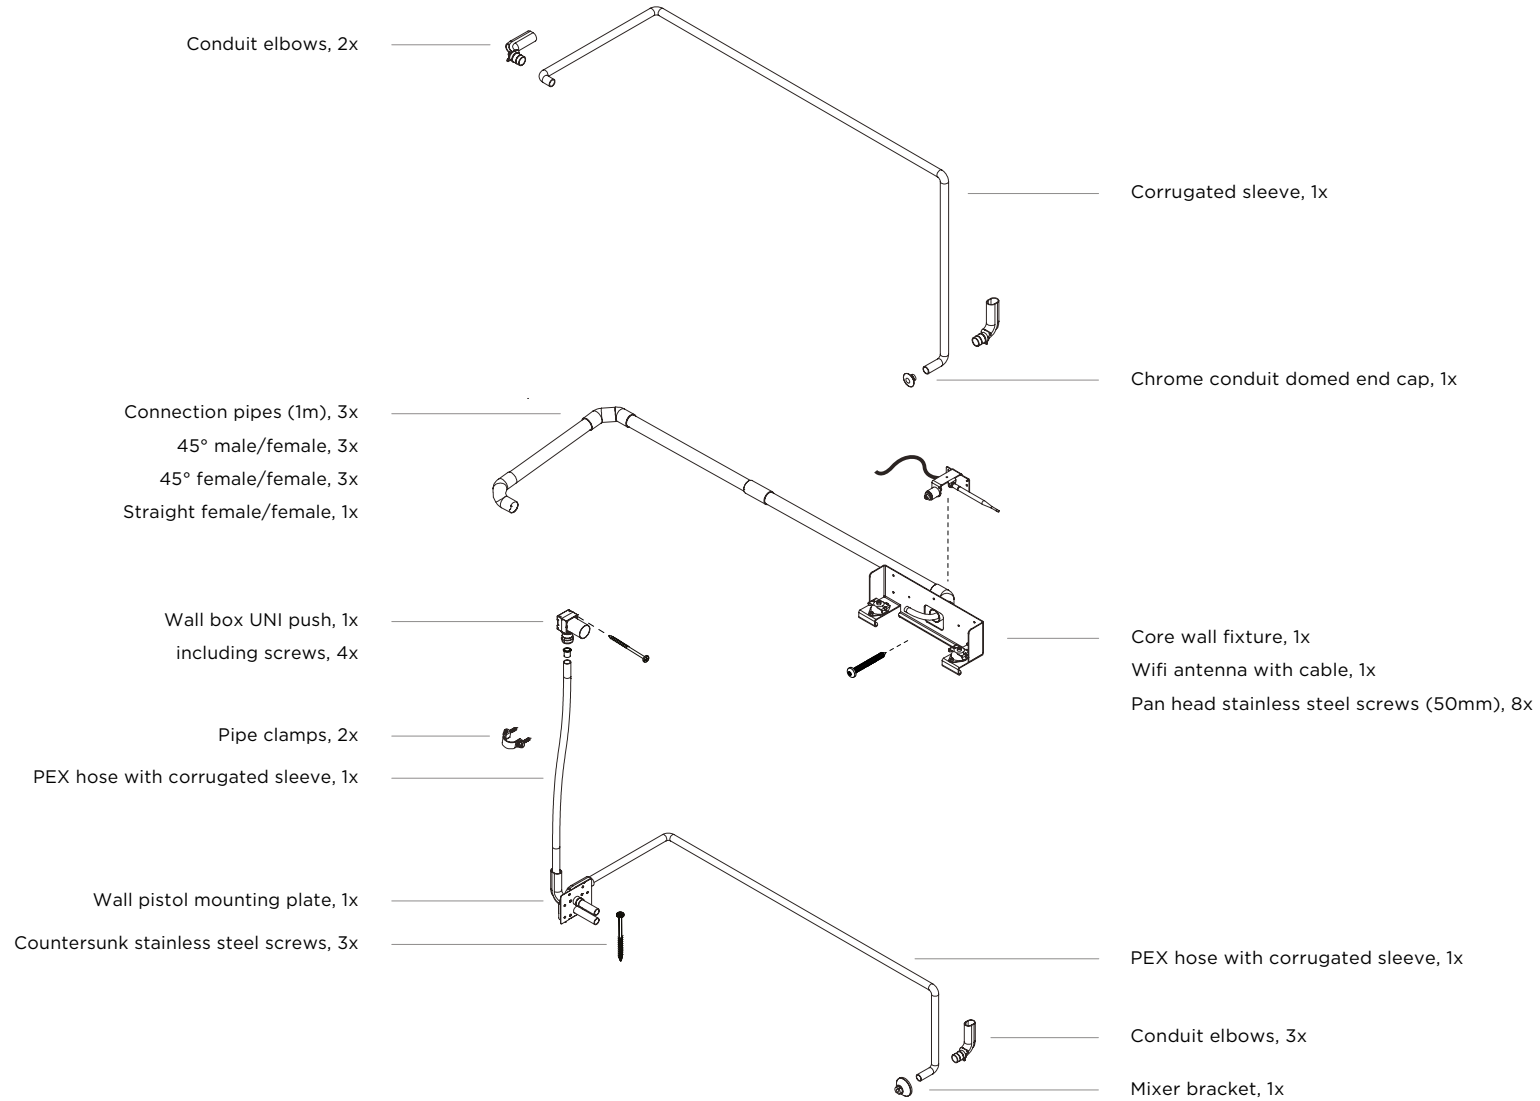 Conduit elbows, 2x
Corrugated sleeve, 1x
Chrome conduit domed end cap, 1x
Connection pipes (1m), 3x
45° male/female, 3x
45° female/female, 3x
Straight female/female, 1x
Wall box UNI push, 1x
including screws, 4x
Core wall fixture, 1x
Wifi antenna with cable, 1x
Pan head stainless steel screws (50mm), 8x
Pipe clamps, 2x
PEX hose with corrugated sleeve, 1x
Wall pistol mounting plate, 1x
Countersunk stainless steel screws, 3x
PEX hose with corrugated sleeve, 1x
Conduit elbows, 3x
Mixer bracket, 1x